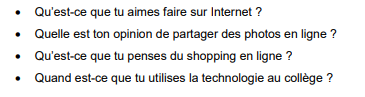 • Qu'est-ce que tu aimes faire sur Internet ?
• Quelle est ton opinion de partager des photos en ligne ?
• Qu'est-ce que tu penses du shopping en ligne ?
• Quand est-ce que tu utilises la technologie au collège ?